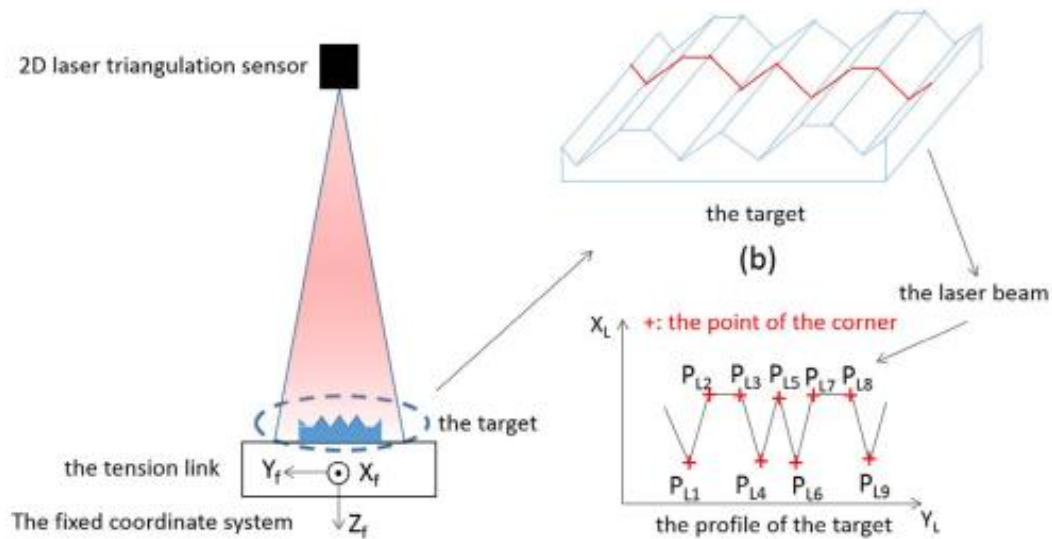 2D laser triangulation sensor
the target
the tension link
Y_f
X_f
The fixed coordinate system
Z_f
the target
(b)
the laser beam
X_L
+: the point of the corner
P_L2 P_L3 P_L5 P_L7 P_L8
P_L1 P_L4 P_L6 P_L9
the profile of the target
Y_L